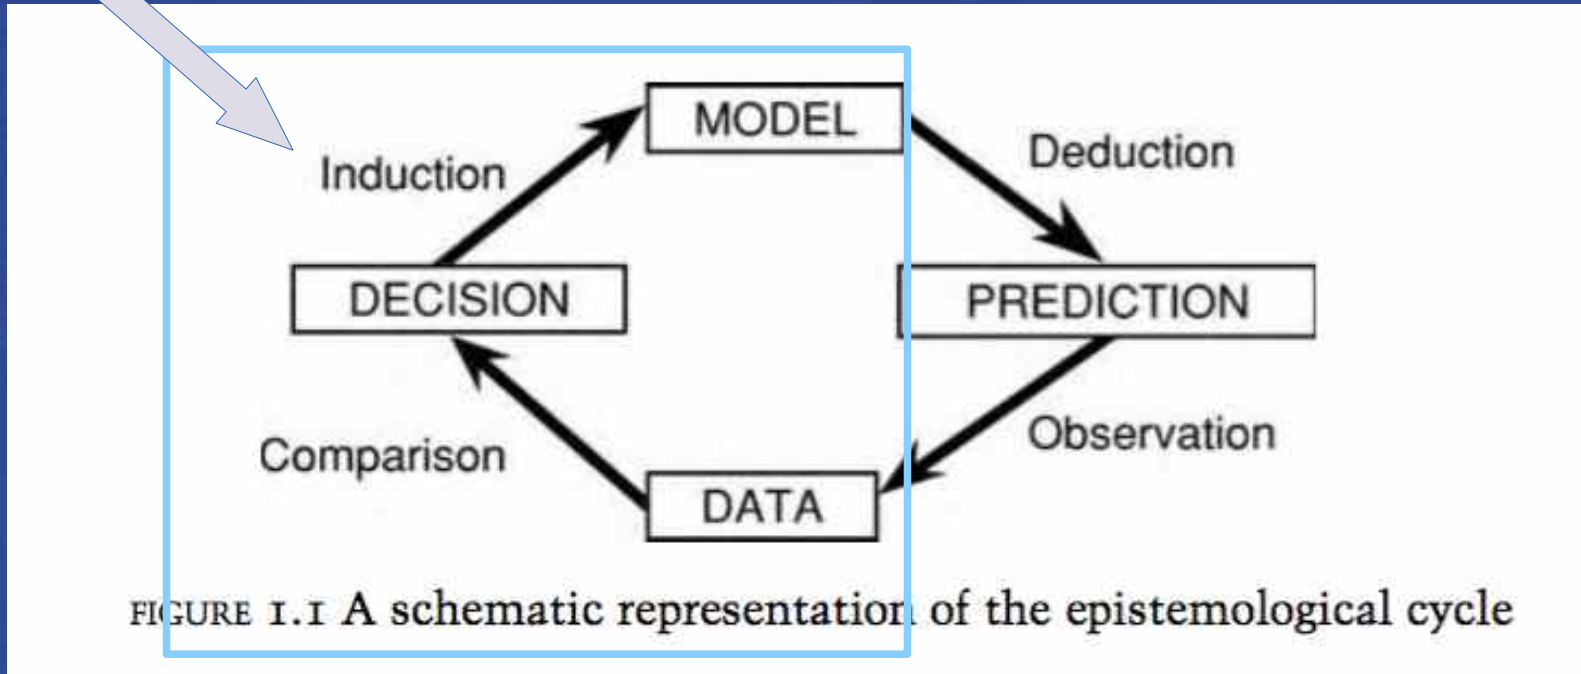 MODEL
Deduction
Induction
DECISION
PREDICTION
Comparison
Observation
DATA
FIGURE 1.1 A schematic representation of the epistemological cycle